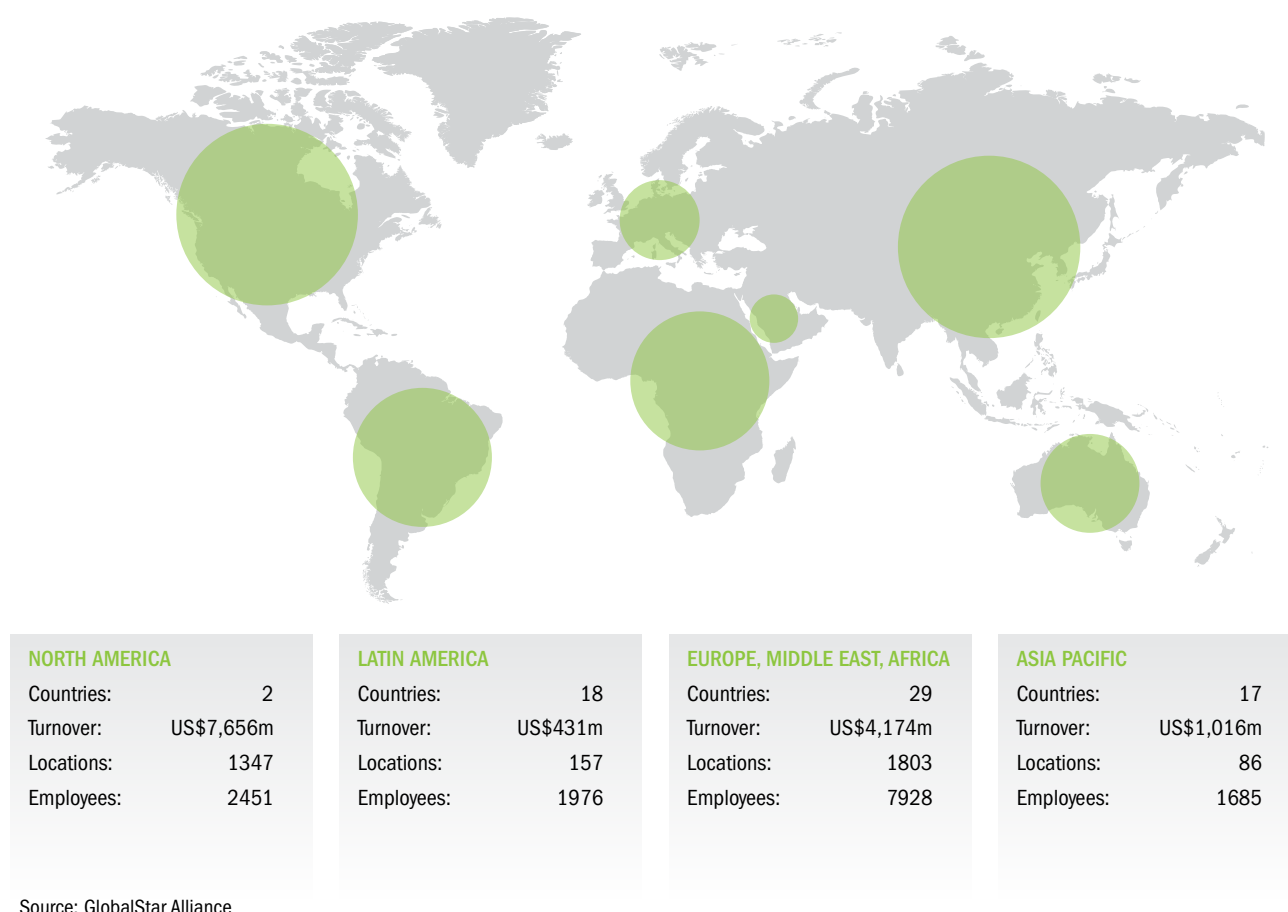 NORTH AMERICA
Countries: 2
Turnover: US$7,656m
Locations: 1347
Employees: 2451
LATIN AMERICA
Countries: 18
Turnover: US$431m
Locations: 157
Employees: 1976
EUROPE, MIDDLE EAST, AFRICA
Countries: 29
Turnover: US$4,174m
Locations: 1803
Employees: 7928
ASIA PACIFIC
Countries: 17
Turnover: US$1,016m
Locations: 86
Employees: 1685
Source: GlobalStar Alliance